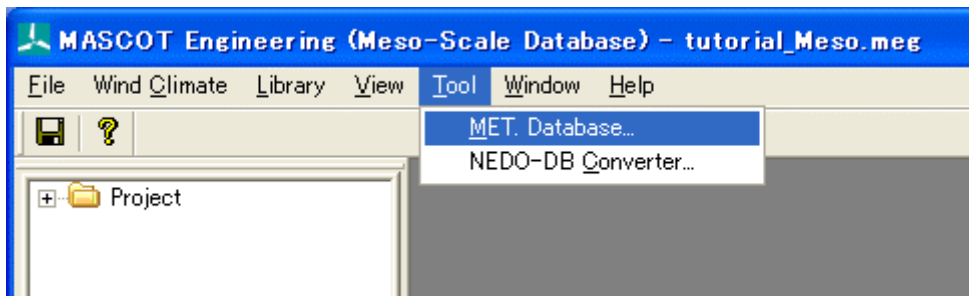 MASCOT Engineering (Meso-Scale Database) - tutorial_Meso.meg
File Wind Climate Library View Tool Window Help
MET. Database...
NEDO-DB Converter...
Project